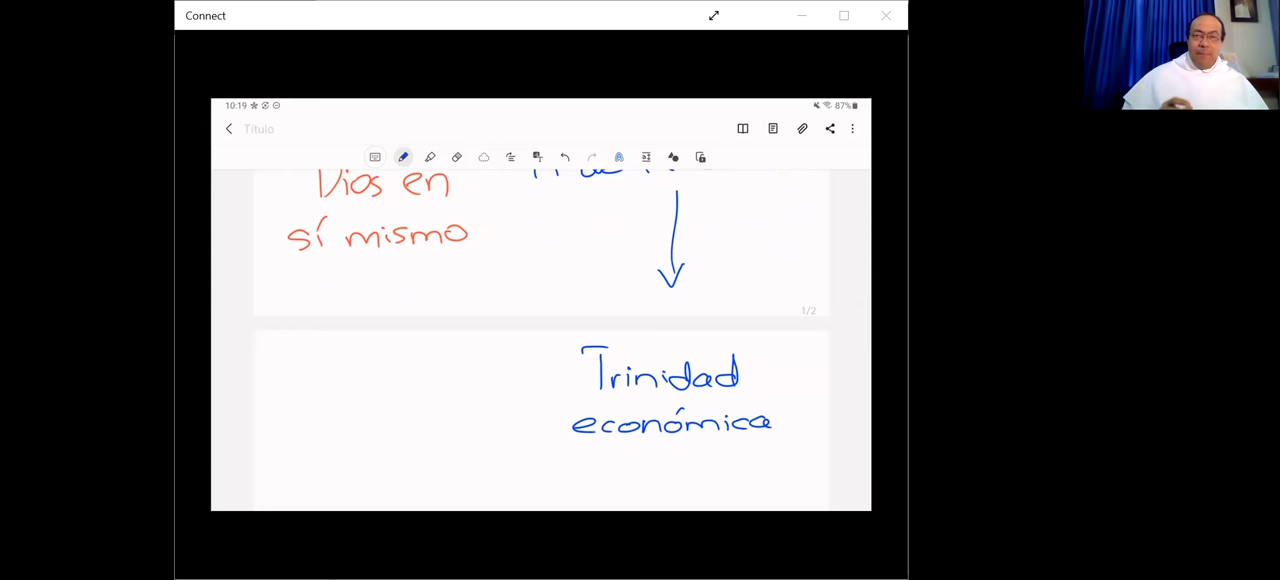 Connect
10:19
87%
Título
Dios en
sí mismo
1/2
Trinidad
económica